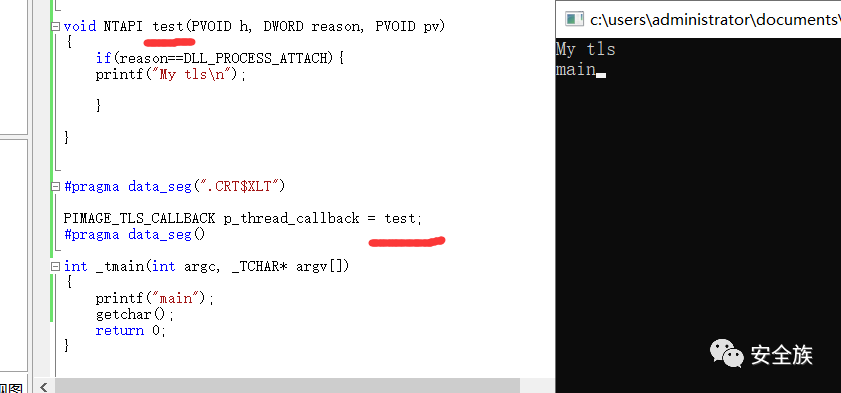 void NTAPI test(PVOID h, DWORD reason, PVOID pv)
{
if(reason==DLL_PROCESS_ATTACH){
printf("My tls\n");
}
}
#pragma data_seg(".CRT$XLT")
PIMAGE_TLS_CALLBACK p_thread_callback = test;
#pragma data_seg()
int _tmain(int argc, _TCHAR* argv[])
{
printf("main");
getchar();
return 0;
}
c:\users\administrator\documents\
My tls
main
安全族